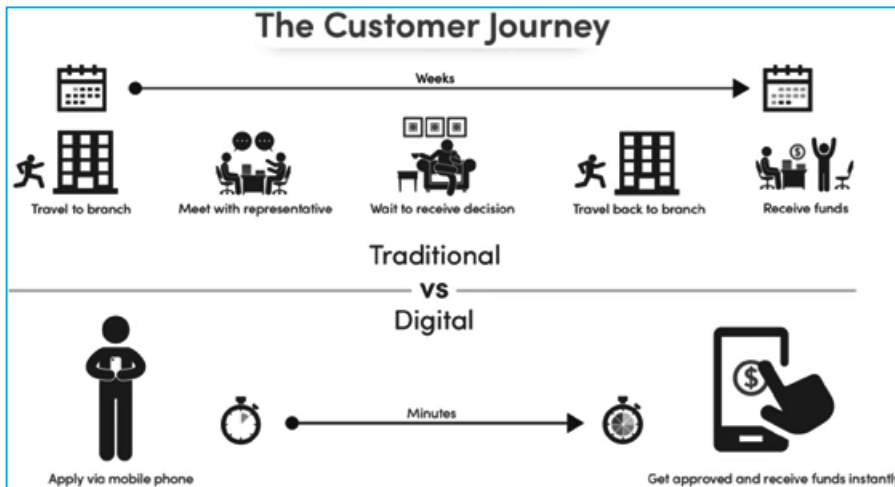 The Customer Journey
Weeks
Travel to branch
Meet with representative
Wait to receive decision
Travel back to branch
Receive funds
Traditional
VS
Digital
Minutes
Apply via mobile phone
Get approved and receive funds instantly